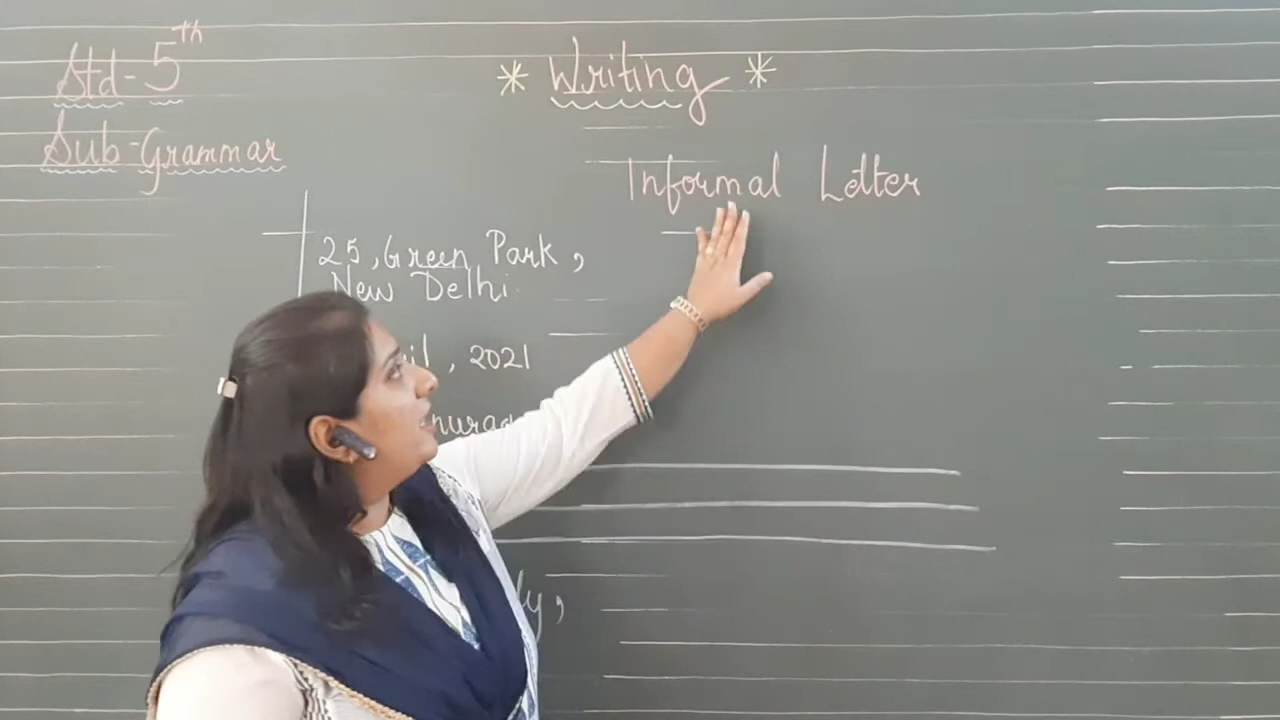 Std-5th
* Writing *
Sub-Grammar
Informal Letter
25, Green Park,
New Delhi.
, 2021